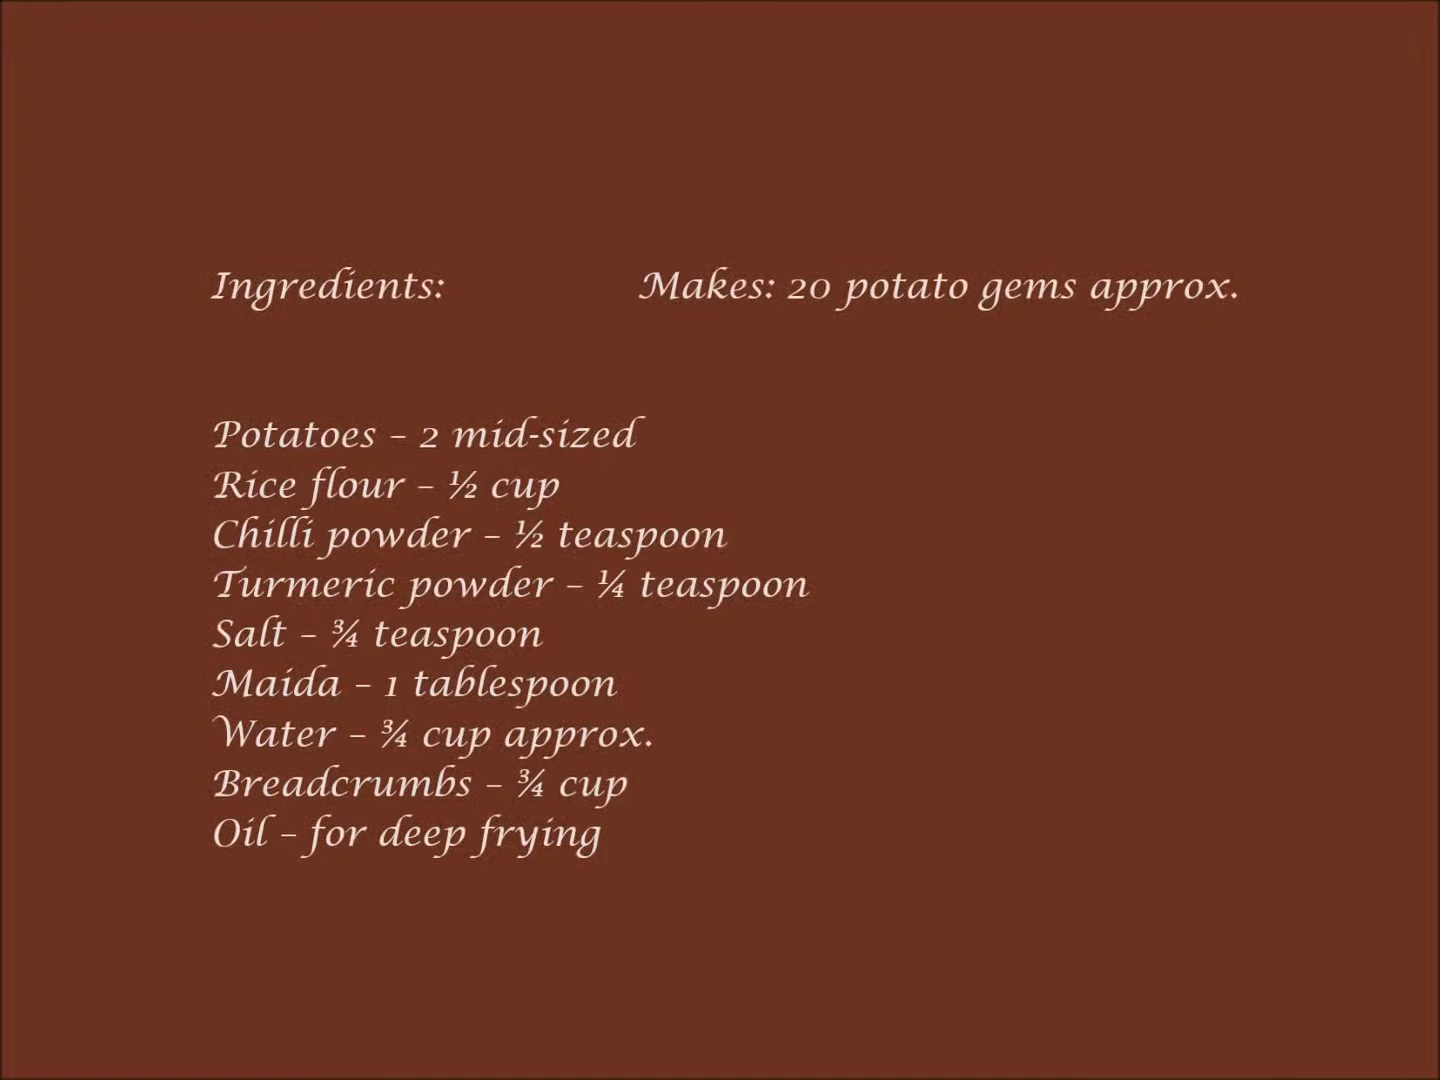 Ingredients: Makes: 20 potato gems approx.
Potatoes – 2 mid-sized
Rice flour – ½ cup
Chilli powder – ½ teaspoon
Turmeric powder – ¼ teaspoon
Salt – ¾ teaspoon
Maida – 1 tablespoon
Water – ¾ cup approx.
Breadcrumbs – ¾ cup
Oil – for deep frying